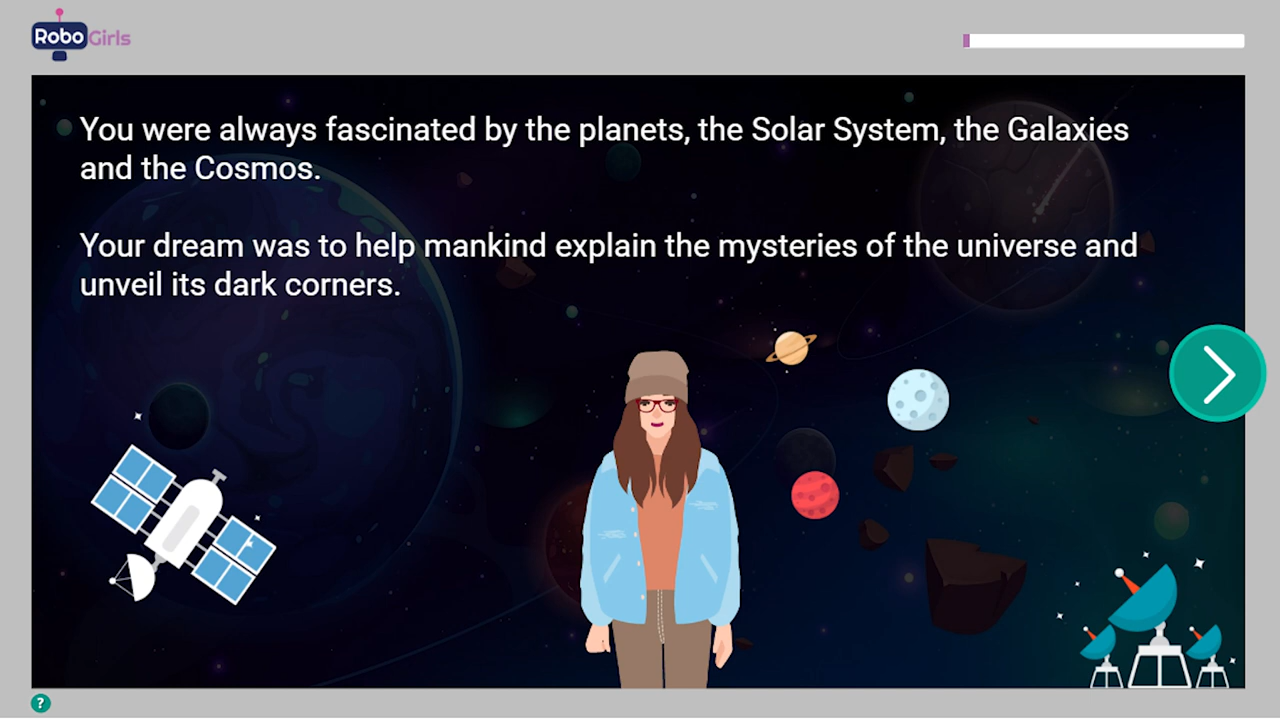 RoboGirls
You were always fascinated by the planets, the Solar System, the Galaxies
and the Cosmos.
Your dream was to help mankind explain the mysteries of the universe and
unveil its dark corners.
?